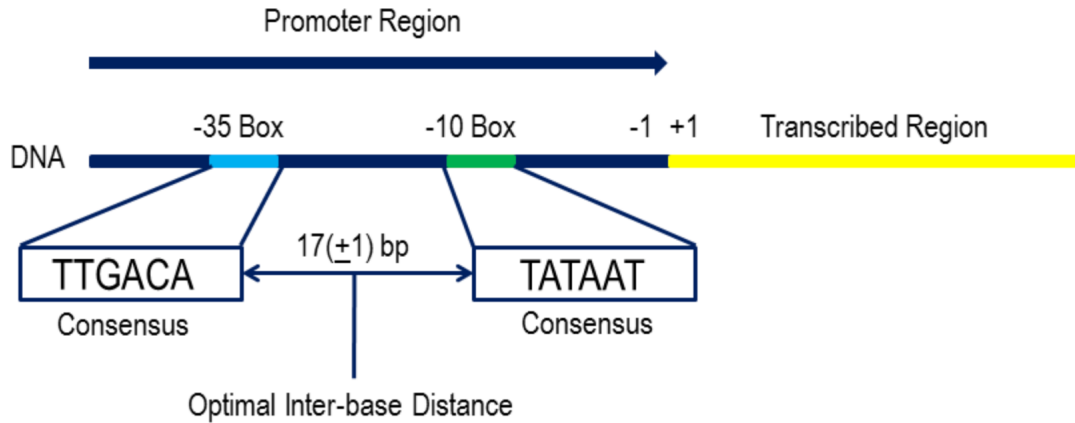 Promoter Region
-35 Box
-10 Box
-1 +1
Transcribed Region
DNA
17(±1) bp
TTGACA
TATAAT
Consensus
Consensus
Optimal Inter-base Distance